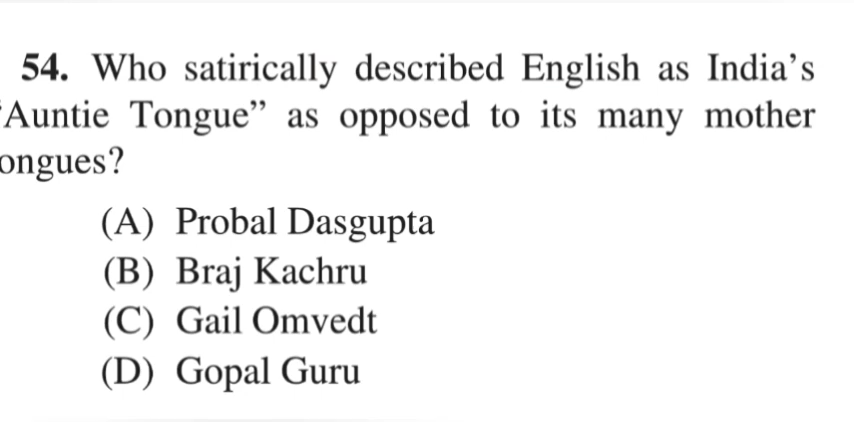 54. Who satirically described English as India's
“Auntie Tongue” as opposed to its many mother
ongues?
(A) Probal Dasgupta
(B) Braj Kachru
(C) Gail Omvedt
(D) Gopal Guru